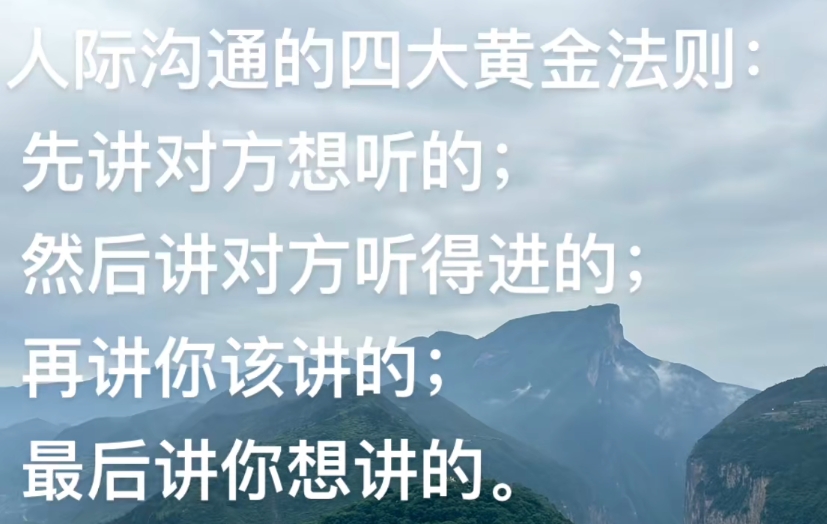 人际沟通的四大黄金法则：
先讲对方想听的；
然后讲对方听得进的；
再讲你该讲的；
最后讲你想讲的。